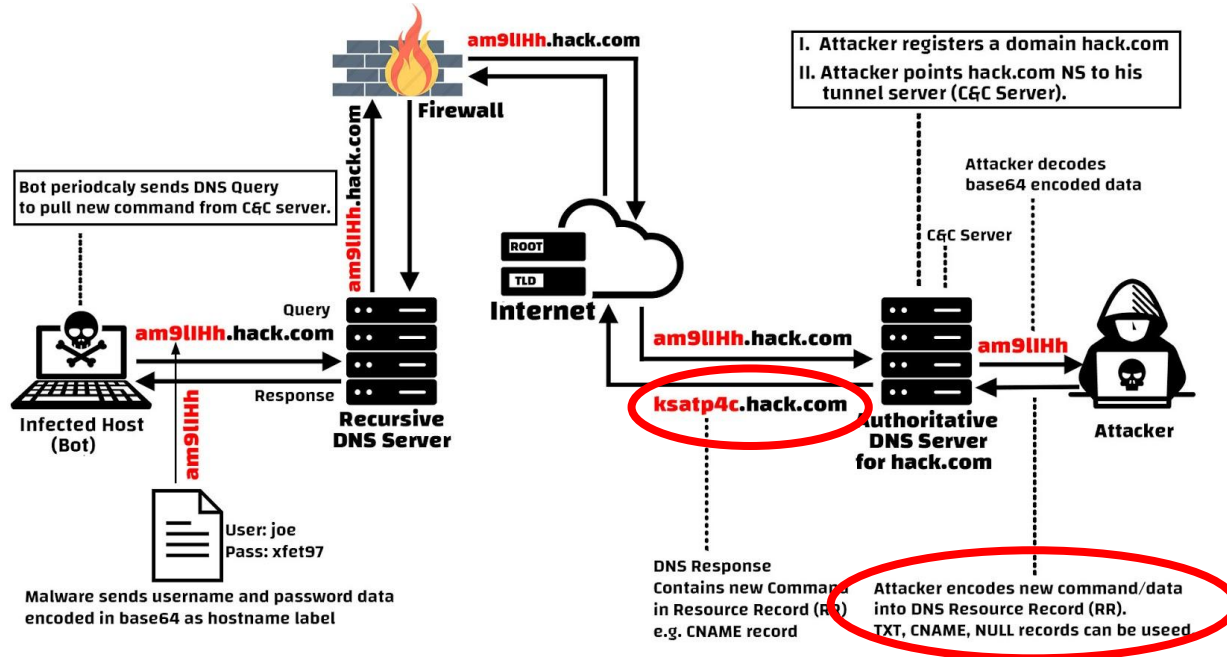 am9lIHh.hack.com
Firewall
am9lIHh.hack.com
I. Attacker registers a domain hack.com
II. Attacker points hack.com NS to his
tunnel server (C&C Server).
Bot periodcaly sends DNS Query
to pull new command from C&C server.
Attacker decodes
base64 encoded data
C&C Server
ROOT
TLD
Internet
Query
am9lIHh.hack.com
Response
Infected Host
(Bot)
Recursive
DNS Server
am9lIHh.hack.com
ksatp4c.hack.com
Authoritative
DNS Server
for hack.com
am9lIHh
Attacker
am9lIHh
User: joe
Pass: xfet97
Malware sends username and password data
encoded in base64 as hostname label
DNS Response
Contains new Command
in Resource Record (RR)
e.g. CNAME record
Attacker encodes new command/data
into DNS Resource Record (RR).
TXT, CNAME, NULL records can be useed